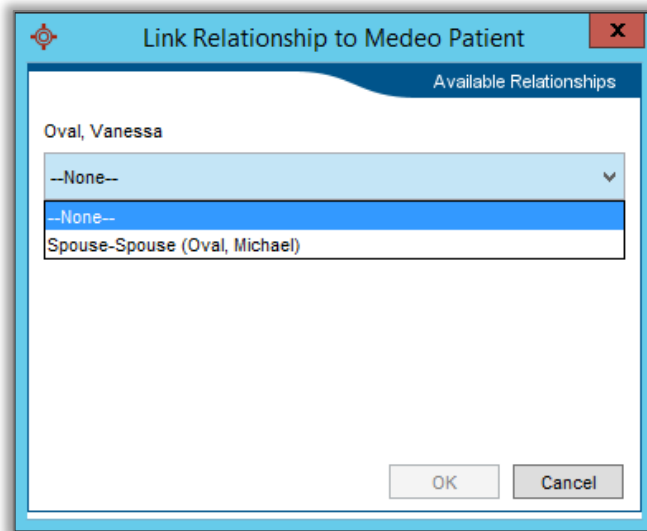 Link Relationship to Medeo Patient
x
Available Relationships
Oval, Vanessa
--None--
--None--
Spouse-Spouse (Oval, Michael)
OK
Cancel